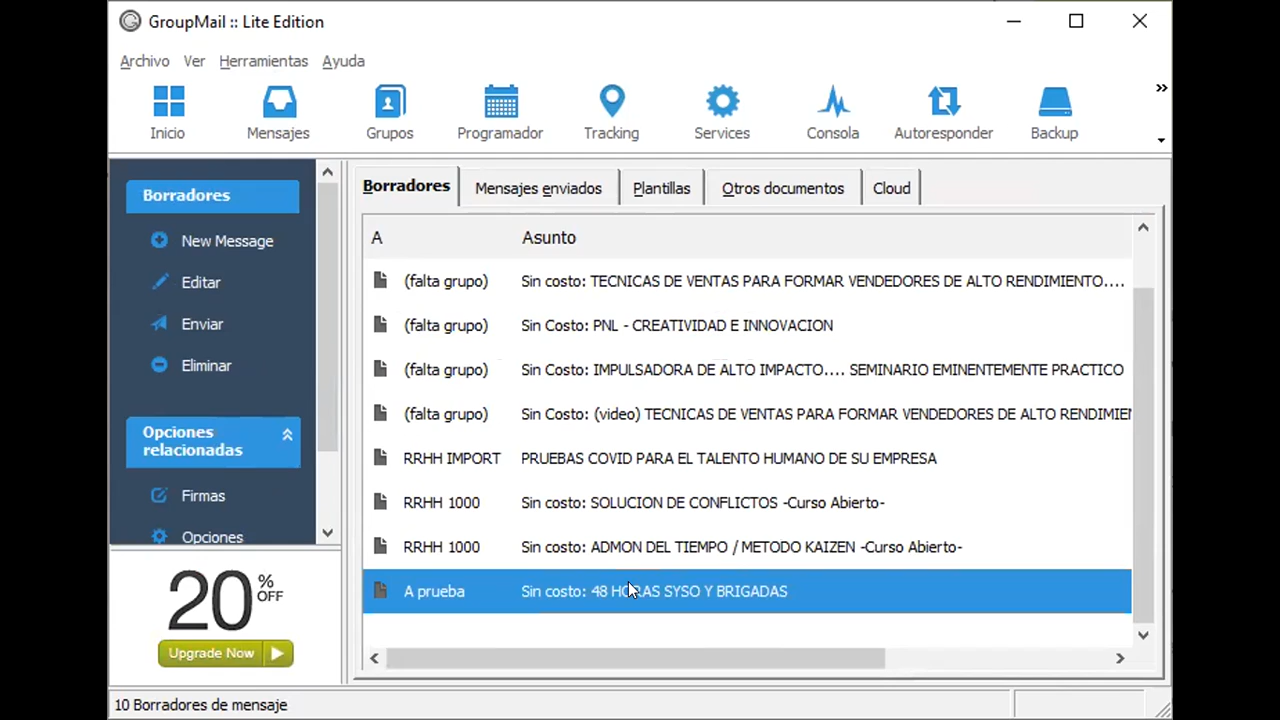 GroupMail :: Lite Edition
Archivo Ver Herramientas Ayuda
Inicio Mensajes Grupos Programador Tracking Services Consola Autoresponder Backup
Borradores
New Message
Editar
Enviar
Eliminar
Opciones
relacionadas
Firmas
Opciones
20 % OFF
Upgrade Now
Borradores Mensajes enviados Plantillas Otros documentos Cloud
A Asunto
(falta grupo) Sin costo: TECNICAS DE VENTAS PARA FORMAR VENDEDORES DE ALTO RENDIMIENTO....
(falta grupo) Sin Costo: PNL - CREATIVIDAD E INNOVACION
(falta grupo) Sin Costo: IMPULSADORA DE ALTO IMPACTO.... SEMINARIO EMINENTEMENTE PRACTICO
(falta grupo) Sin Costo: (video) TECNICAS DE VENTAS PARA FORMAR VENDEDORES DE ALTO RENDIMIEN
RRHH IMPORT PRUEBAS COVID PARA EL TALENTO HUMANO DE SU EMPRESA
RRHH 1000 Sin costo: SOLUCION DE CONFLICTOS -Curso Abierto-
RRHH 1000 Sin costo: ADMON DEL TIEMPO / METODO KAIZEN -Curso Abierto-
A prueba Sin costo: 48 HORAS SYSO Y BRIGADAS
10 Borradores de mensaje